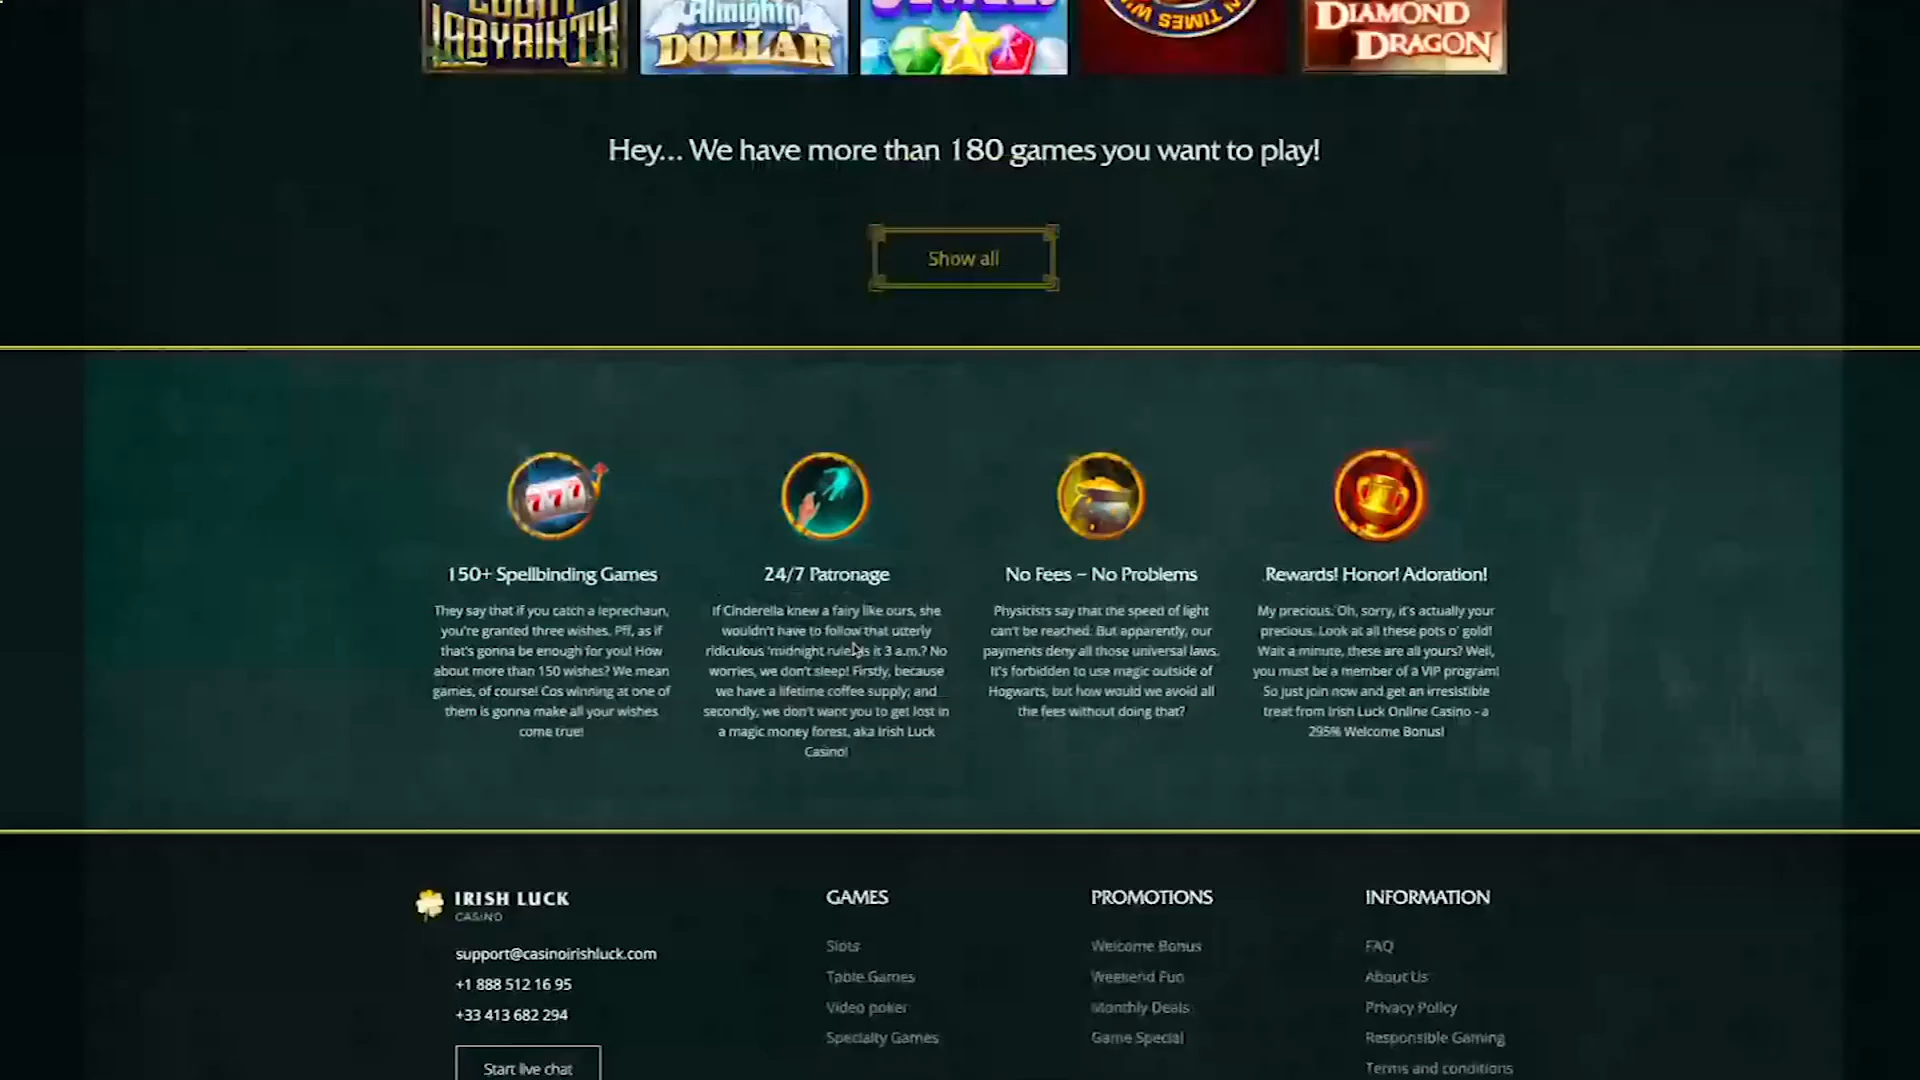 LABYRINTH
Almighty
DOLLAR
DIAMOND
DRAGON
Hey... We have more than 180 games you want to play!
Show all
777
150+ Spellbinding Games
They say that if you catch a leprechaun,
you're granted three wishes. Pff, as if
that's gonna be enough for you! How
about more than 150 wishes? We mean
games, of course! Cos winning at one of
them is gonna make all your wishes
come true!
24/7 Patronage
If Cinderella knew a fairy like ours, she
wouldn't have to follow that utterly
ridiculous 'midnight rule'. Is it 3 a.m.? No
worries, we don't sleep! Firstly, because
we have a lifetime coffee supply; and
secondly, we don't want you to get lost in
a magic money forest, aka Irish Luck
Casino!
No Fees – No Problems
Physicists say that the speed of light
can't be reached. But apparently, our
payments deny all those universal laws.
It's forbidden to use magic outside of
Hogwarts, but how would we avoid all
the fees without doing that?
Rewards! Honor! Adoration!
My precious. Oh, sorry, it's actually your
precious. Look at all these pots o' gold!
Wait a minute, these are all yours? Well,
you must be a member of a VIP program!
So just join now and get an irresistible
treat from Irish Luck Online Casino - a
295% Welcome Bonus!
IRISH LUCK
CASINO
support@casinoirishluck.com
+1 888 512 16 95
+33 413 682 294
Start live chat
GAMES
Slots
Table Games
Video poker
Specialty Games
PROMOTIONS
Welcome Bonus
Weekend Fun
Monthly Deals
Game Special
INFORMATION
FAQ
About Us
Privacy Policy
Responsible Gaming
Terms and conditions